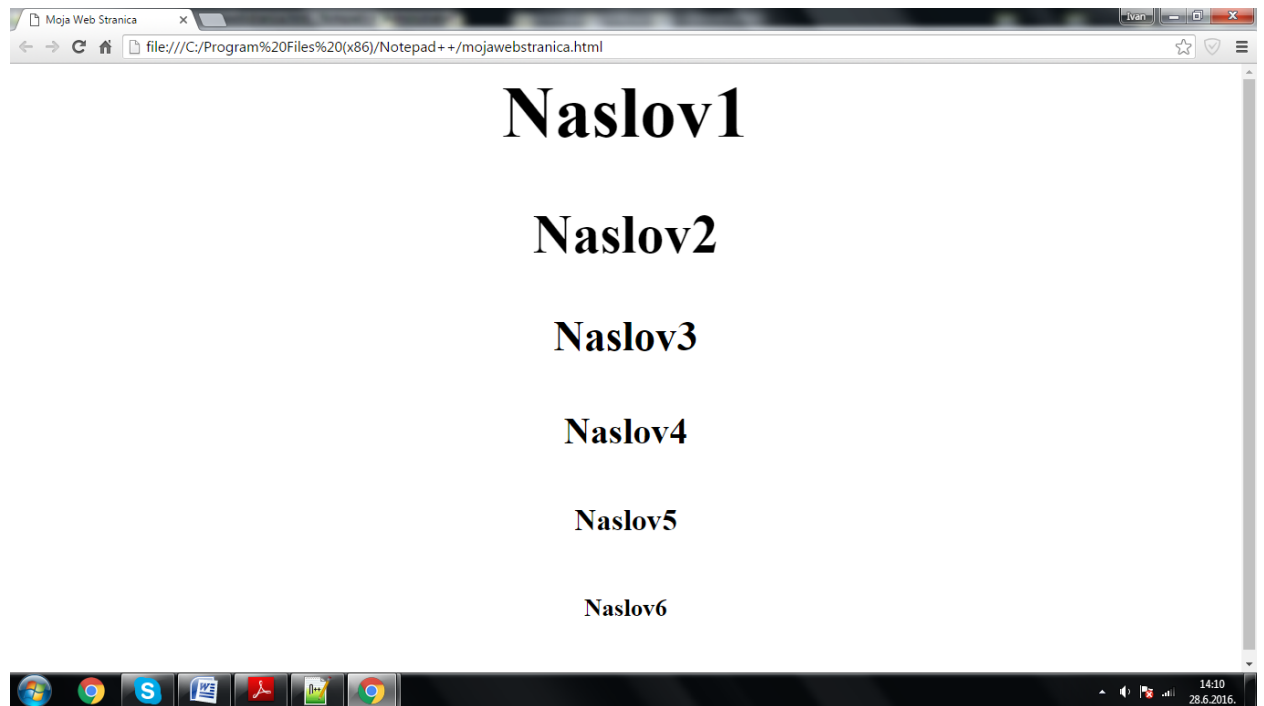 Moja Web Stranica
Ivan
file:///C:/Program%20Files%20(x86)/Notepad++/mojawebstranica.html
Naslov1
Naslov2
Naslov3
Naslov4
Naslov5
Naslov6
14:10
28.6.2016.